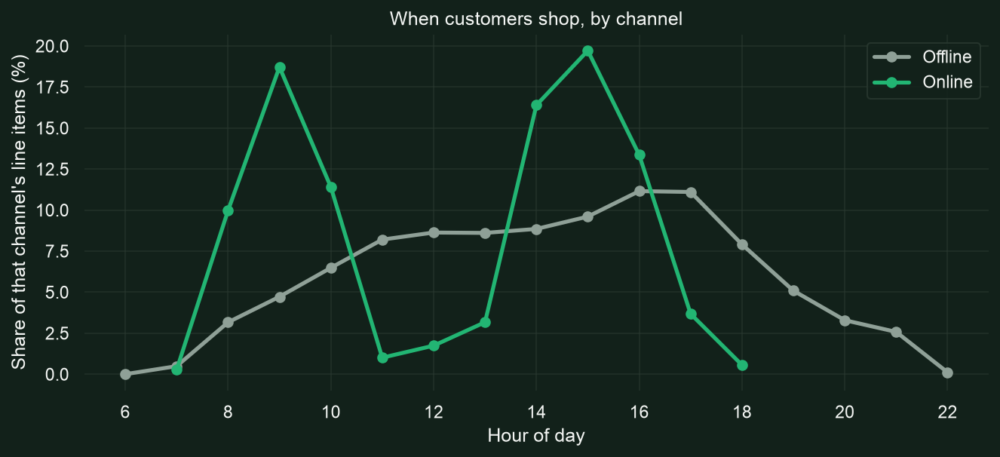 When customers shop, by channel
Share of that channel's line items (%)
20.0
17.5
15.0
12.5
10.0
7.5
5.0
2.5
0.0
Offline
Online
6 8 10 12 14 16 18 20 22
Hour of day